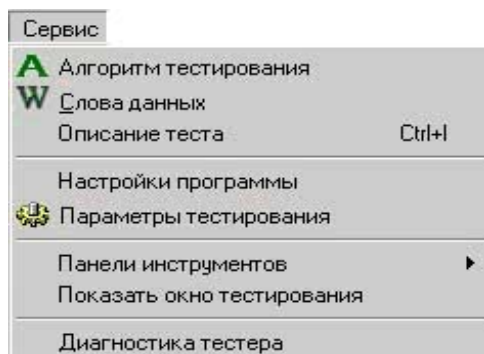 Сервис
А Алгоритм тестирования
W Слова данных
Описание теста Ctrl+I
Настройки программы
Параметры тестирования
Панели инструментов
Показать окно тестирования
Диагностика тестера